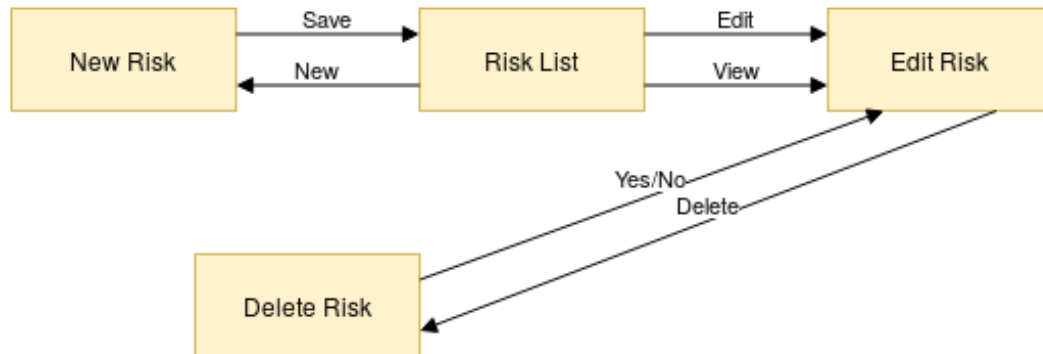 Save
Edit
New Risk
Risk List
Edit Risk
New
View
Yes/No
Delete
Delete Risk